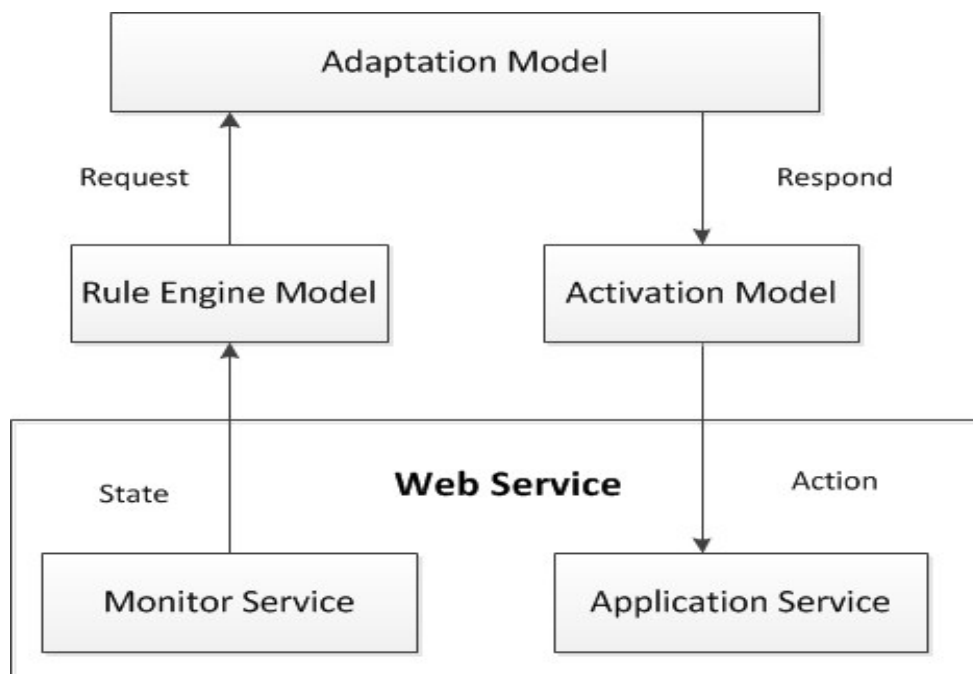 Adaptation Model
Request
Respond
Rule Engine Model
Activation Model
State
Web Service
Action
Monitor Service
Application Service